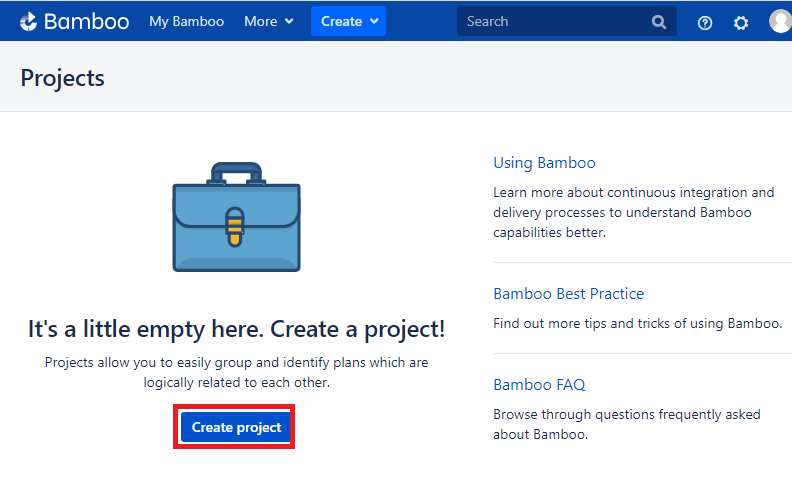 Bamboo My Bamboo More Create Search
Projects
It's a little empty here. Create a project!
Projects allow you to easily group and identify plans which are
logically related to each other.
Create project
Using Bamboo
Learn more about continuous integration and
delivery processes to understand Bamboo
capabilities better.
Bamboo Best Practice
Find out more tips and tricks of using Bamboo.
Bamboo FAQ
Browse through questions frequently asked
about Bamboo.